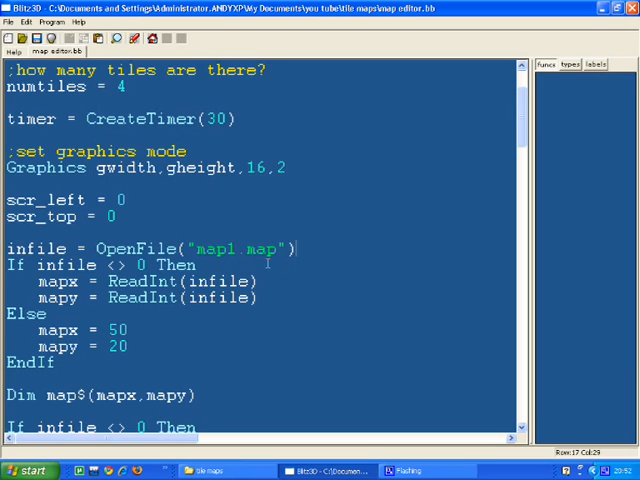 Blitz3D - C:\Documents and Settings\Administrator.ANDYXP\My Documents\you tube\tile maps\map editor.bb
File Edit Program Help
Help map editor.bb
funcs types labels
;how many tiles are there?
numtiles = 4
timer = CreateTimer(30)
;set graphics mode
Graphics gwidth,gheight,16,2
scr_left = 0
scr_top = 0
infile = OpenFile("map1.map")
If infile <> 0 Then
mapx = ReadInt(infile)
mapy = ReadInt(infile)
Else
mapx = 50
mapy = 20
EndIf
Dim map$(mapx,mapy)
If infile <> 0 Then
Row:17 Col:29
start tile maps Blitz3D - C:\Document... Flashing 20:52